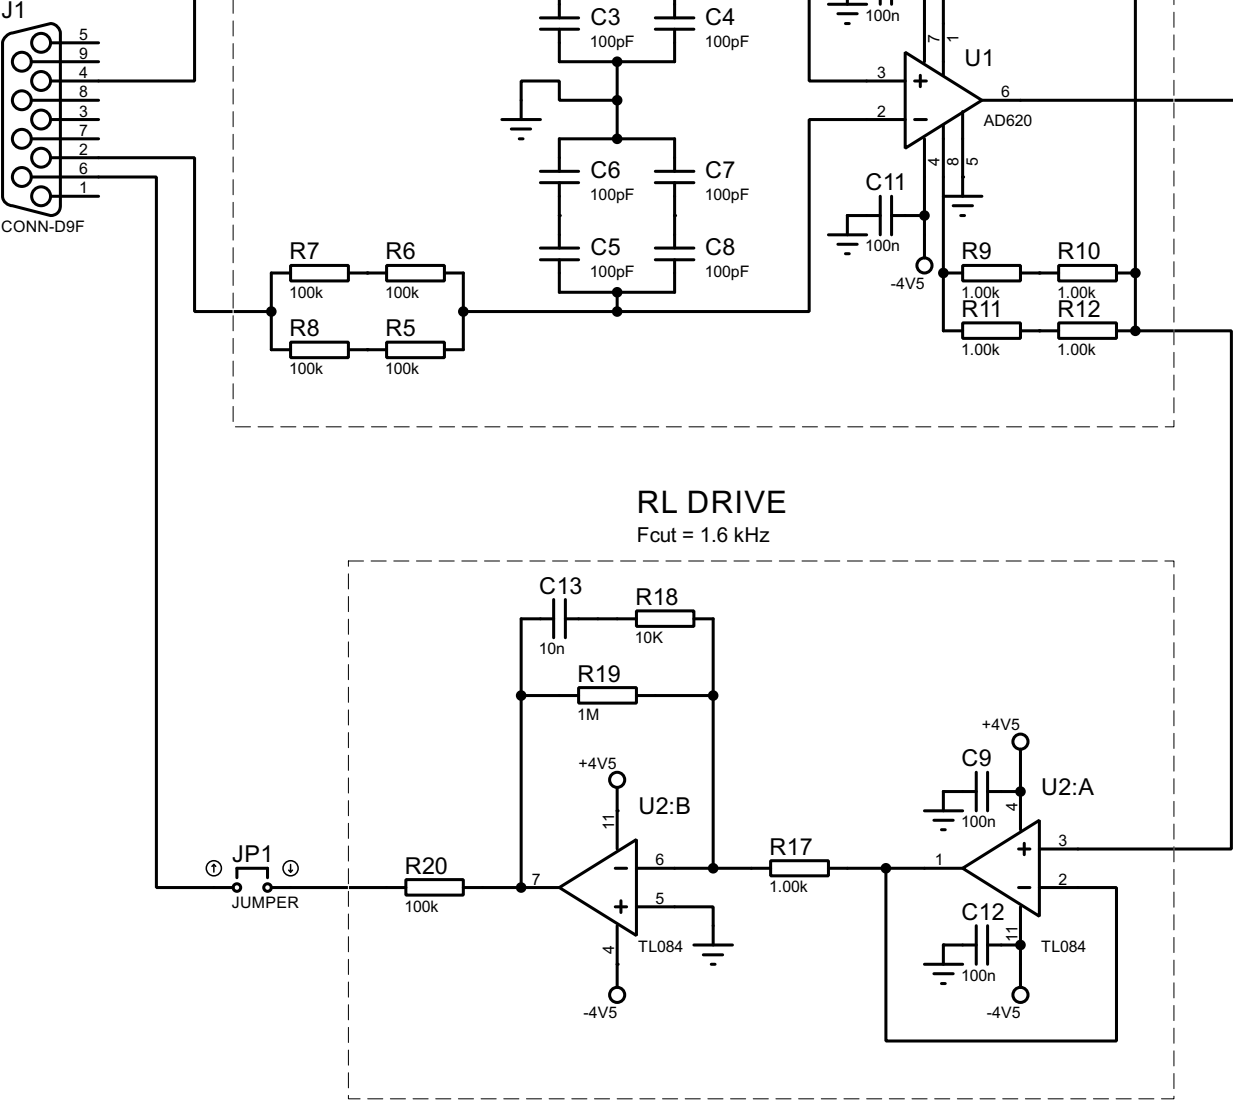 J1
5
9
4
8
3
7
2
6
1
CONN-D9F
C3
100pF
C4
100pF
100n
7
1
U1
3
2
6
AD620
4
8
5
C6
100pF
C7
100pF
C11
100n
-4V5
C5
100pF
C8
100pF
R7
100k
R6
100k
R8
100k
R5
100k
R9
1.00k
R10
1.00k
R11
1.00k
R12
1.00k
RL DRIVE
Fcut = 1.6 kHz
C13
10n
R18
10K
R19
1M
+4V5
11
U2:B
6
5
7
4
TL084
-4V5
R17
1.00k
+4V5
C9
100n
4
U2:A
3
2
1
C12
100n
11
TL084
-4V5
JP1
JUMPER
R20
100k